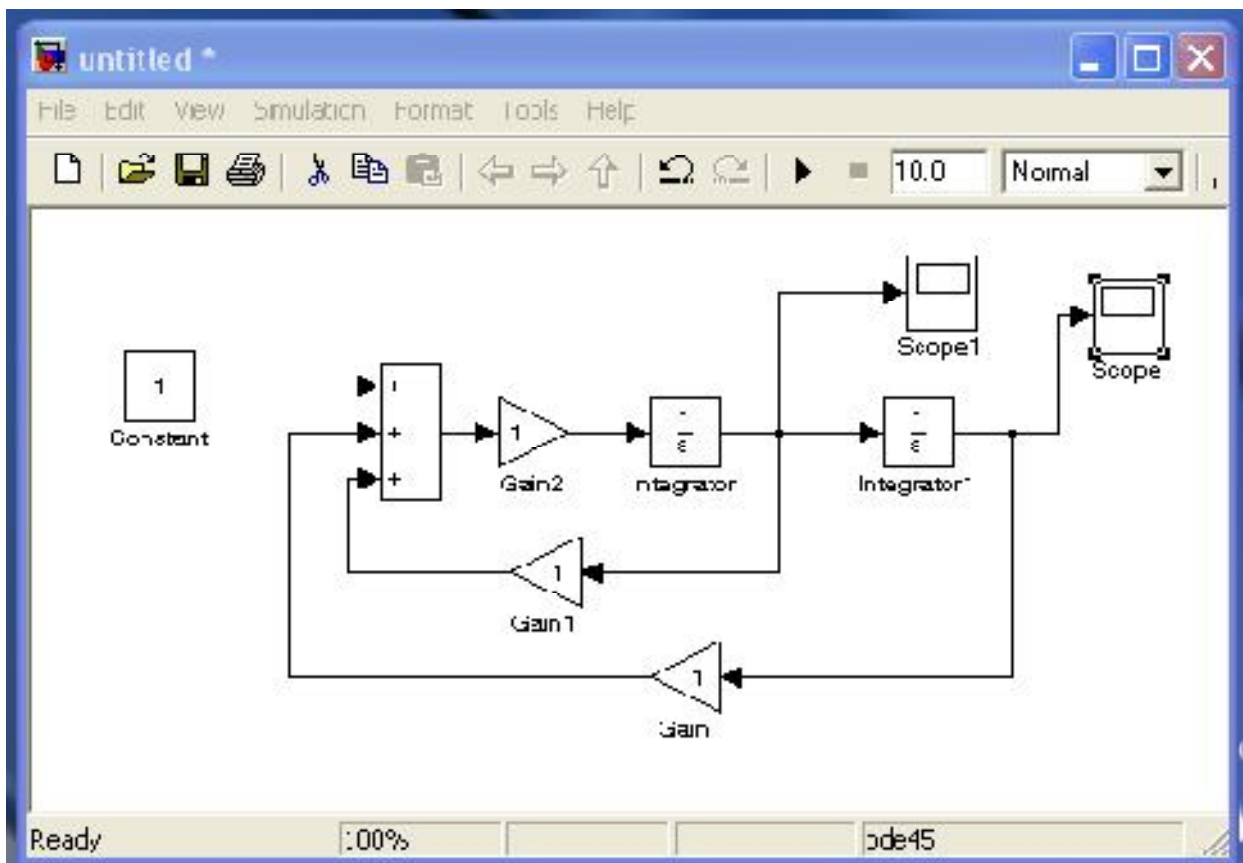 untitled *
File Edit View Simulation Format Tools Help
10.0 Normal
Scope1
Scope
1
Constant
+
+
1
Gain2
Integrator
Integrator1
1
Gain1
1
Gain
Ready 100% ode45